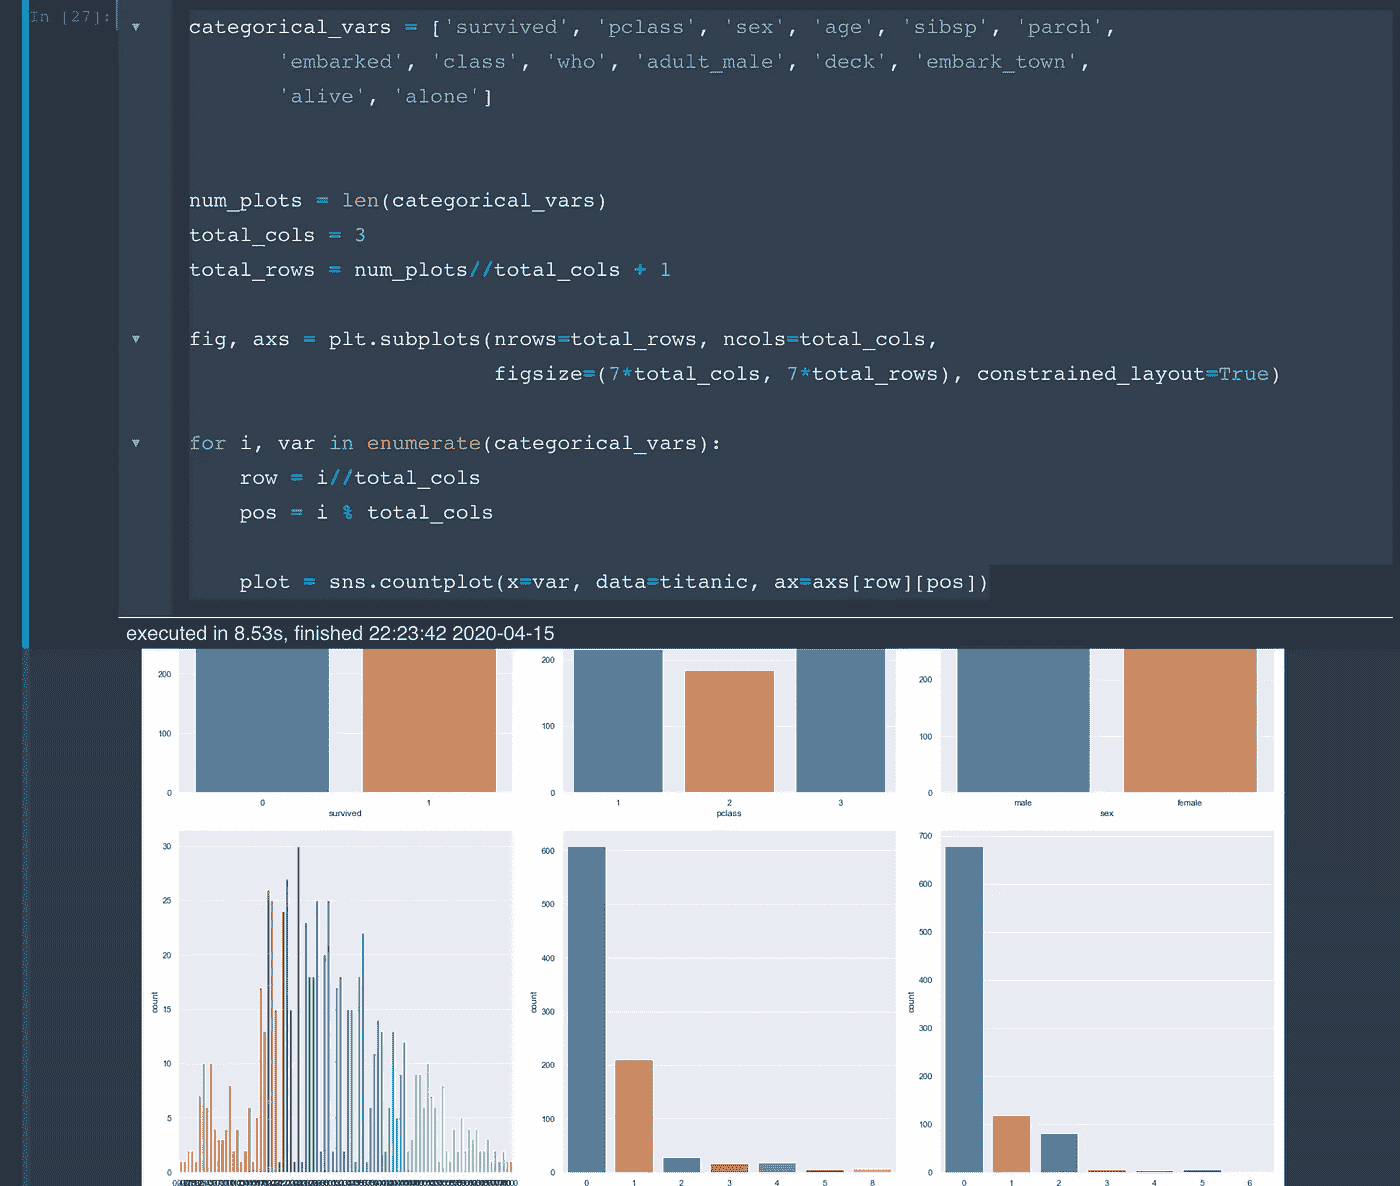 In [27]:
categorical_vars = ['survived', 'pclass', 'sex', 'age', 'sibsp', 'parch',
'embarked', 'class', 'who', 'adult_male', 'deck', 'embark_town',
'alive', 'alone']
num_plots = len(categorical_vars)
total_cols = 3
total_rows = num_plots//total_cols + 1
fig, axs = plt.subplots(nrows=total_rows, ncols=total_cols,
figsize=(7*total_cols, 7*total_rows), constrained_layout=True)
for i, var in enumerate(categorical_vars):
row = i//total_cols
pos = i % total_cols
plot = sns.countplot(x=var, data=titanic, ax=axs[row][pos])
executed in 8.53s, finished 22:23:42 2020-04-15
200
100
0
0 1
survived
200
100
0
1 2 3
pclass
200
100
0
male female
sex
30
25
20
15
10
5
0
count
600
500
400
300
200
100
0
count
0 1 2 3 4 5 8
700
600
500
400
300
200
100
0
count
0 1 2 3 4 5 6